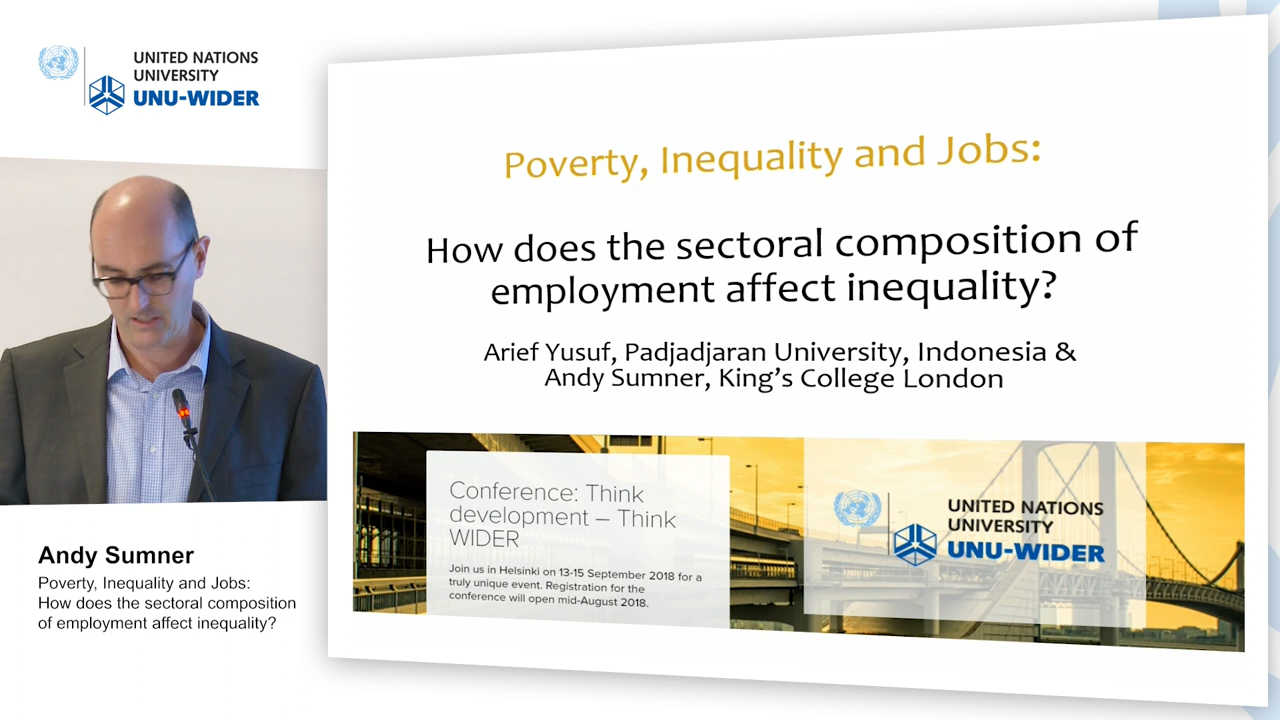 UNITED NATIONS
UNIVERSITY
UNU-WIDER
Andy Sumner
Poverty, Inequality and Jobs:
How does the sectoral composition
of employment affect inequality?
Poverty, Inequality and Jobs:
How does the sectoral composition of
employment affect inequality?
Arief Yusuf, Padjadjaran University, Indonesia &
Andy Sumner, King's College London
Conference: Think
development – Think
WIDER
Join us in Helsinki on 13-15 September 2018 for a
truly unique event. Registration for the
conference will open mid-August 2018.
UNITED NATIONS
UNIVERSITY
UNU-WIDER